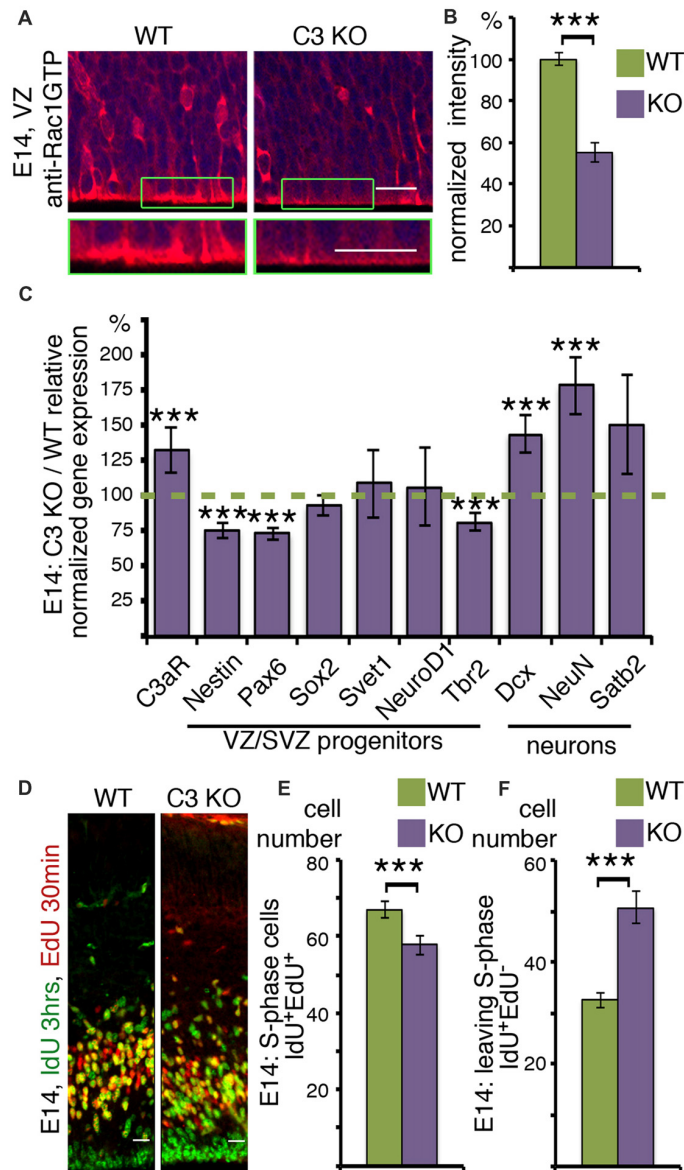 A
WT
C3 KO
E14, VZ
anti-Rac1GTP
B
%
***
WT
KO
normalized intensity
100
80
60
40
20
C
%
E14: C3 KO / WT relative
normalized gene expression
200
175
150
125
100
75
50
25
***
***
***
***
***
***
C3aR
Nestin
Pax6
Sox2
Svet1
NeuroD1
Tbr2
Dcx
NeuN
Satb2
VZ/SVZ progenitors
neurons
D
WT
C3 KO
E14, IdU 3hrs, EdU 30min
E
cell
number
WT
KO
***
E14: S-phase cells
IdU+EdU+
80
60
40
20
F
cell
number
WT
KO
***
E14: leaving S-phase
IdU+EdU-
60
40
20